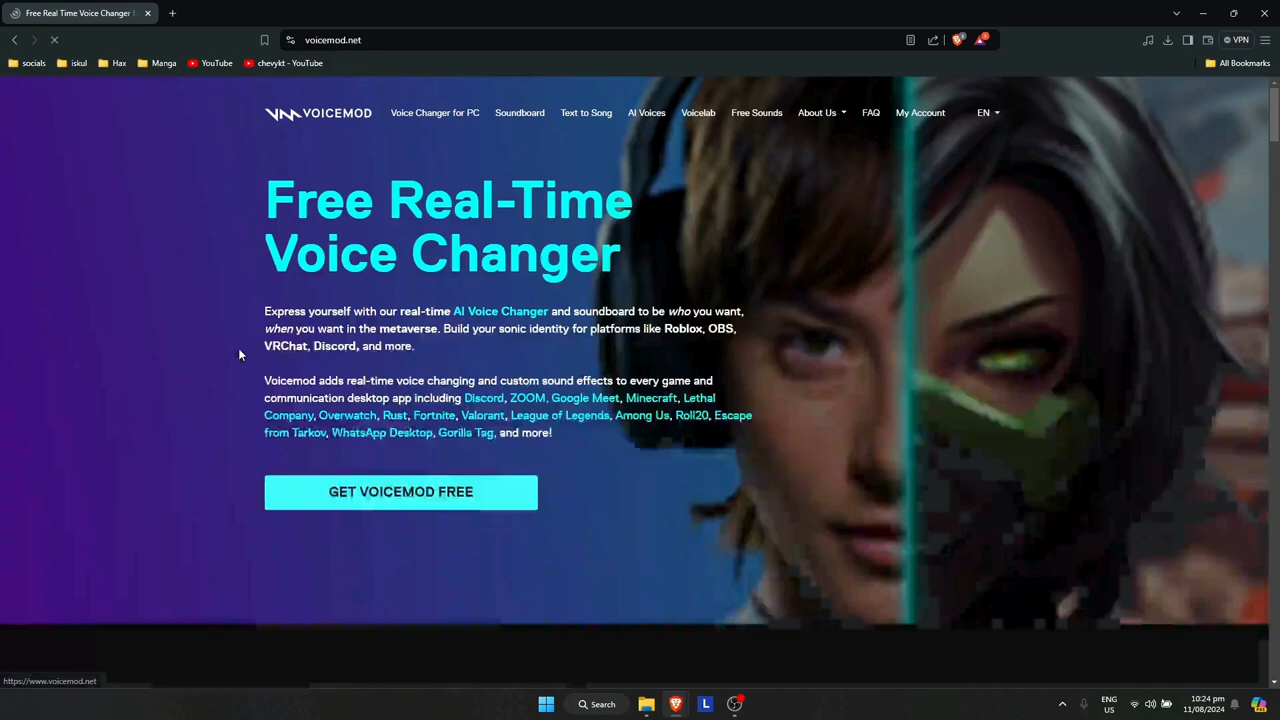 Free Real Time Voice Changer
voicemod.net
VPN
socials
iskul
Hax
Manga
YouTube
chevykt - YouTube
All Bookmarks
VOICEMOD
Voice Changer for PC
Soundboard
Text to Song
AI Voices
Voicelab
Free Sounds
About Us
FAQ
My Account
EN
Free Real-Time
Voice Changer
Express yourself with our real-time AI Voice Changer and soundboard to be who you want,
when you want in the metaverse. Build your sonic identity for platforms like Roblox, OBS,
VRChat, Discord, and more.
Voicemod adds real-time voice changing and custom sound effects to every game and
communication desktop app including Discord, ZOOM, Google Meet, Minecraft, Lethal
Company, Overwatch, Rust, Fortnite, Valorant, League of Legends, Among Us, Roll20, Escape
from Tarkov, WhatsApp Desktop, Gorilla Tag, and more!
GET VOICEMOD FREE
https://www.voicemod.net
Search
L
ENG
US
10:24 pm
11/08/2024